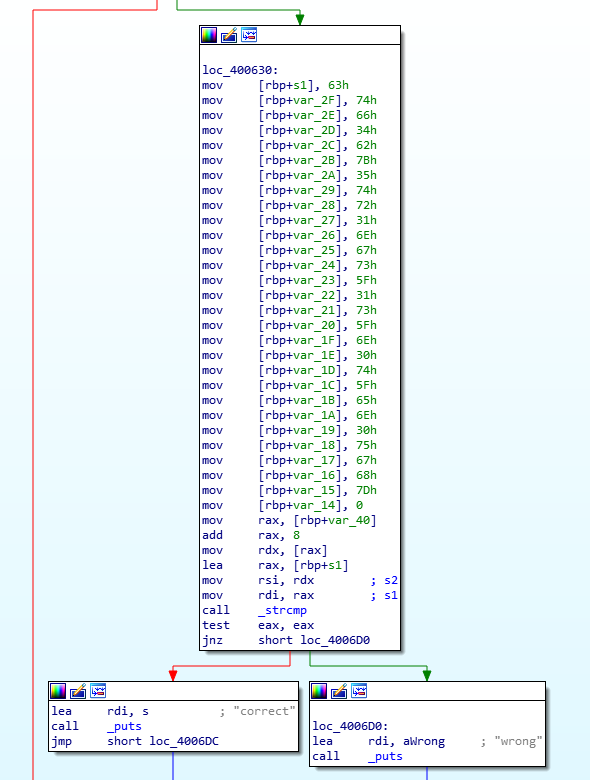 loc_400630:
mov [rbp+s1], 63h
mov [rbp+var_2F], 74h
mov [rbp+var_2E], 66h
mov [rbp+var_2D], 34h
mov [rbp+var_2C], 62h
mov [rbp+var_2B], 7Bh
mov [rbp+var_2A], 35h
mov [rbp+var_29], 74h
mov [rbp+var_28], 72h
mov [rbp+var_27], 31h
mov [rbp+var_26], 6Eh
mov [rbp+var_25], 67h
mov [rbp+var_24], 73h
mov [rbp+var_23], 5Fh
mov [rbp+var_22], 31h
mov [rbp+var_21], 73h
mov [rbp+var_20], 5Fh
mov [rbp+var_1F], 6Eh
mov [rbp+var_1E], 30h
mov [rbp+var_1D], 74h
mov [rbp+var_1C], 5Fh
mov [rbp+var_1B], 65h
mov [rbp+var_1A], 6Eh
mov [rbp+var_19], 30h
mov [rbp+var_18], 75h
mov [rbp+var_17], 67h
mov [rbp+var_16], 68h
mov [rbp+var_15], 7Dh
mov [rbp+var_14], 0
mov rax, [rbp+var_40]
add rax, 8
mov rdx, [rax]
lea rax, [rbp+s1]
mov rsi, rdx ; s2
mov rdi, rax ; s1
call _strcmp
test eax, eax
jnz short loc_4006D0
lea rdi, s ; "correct"
call _puts
jmp short loc_4006DC
loc_4006D0:
lea rdi, aWrong ; "wrong"
call _puts